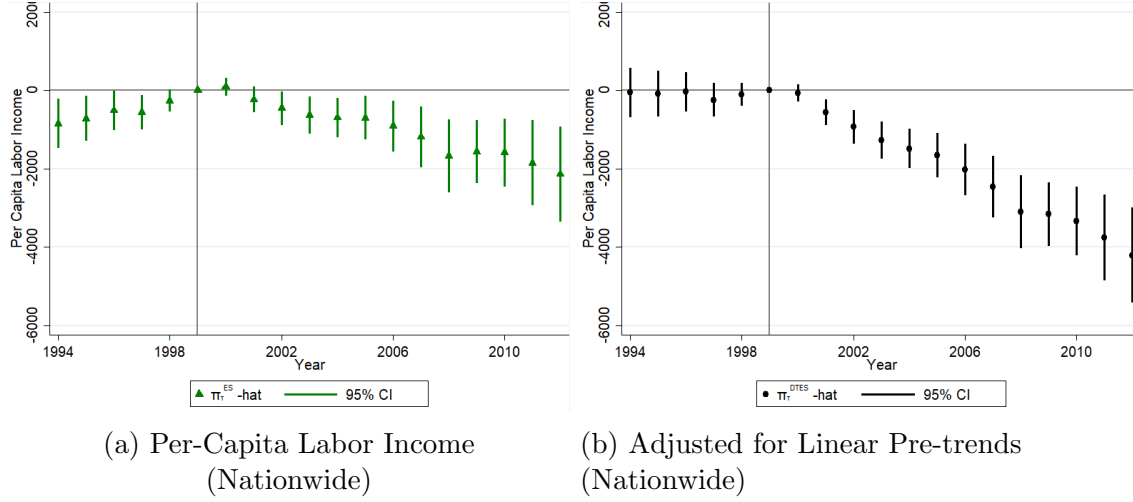 2000
0
-2000
-4000
-6000
Per Capita Labor Income
1994
1998
2002
2006
2010
Year
π_τ^ES -hat
95% CI
2000
0
-2000
-4000
-6000
Per Capita Labor Income
1994
1998
2002
2006
2010
Year
π_τ^DTES -hat
95% CI
(a) Per-Capita Labor Income
(Nationwide)
(b) Adjusted for Linear Pre-trends
(Nationwide)